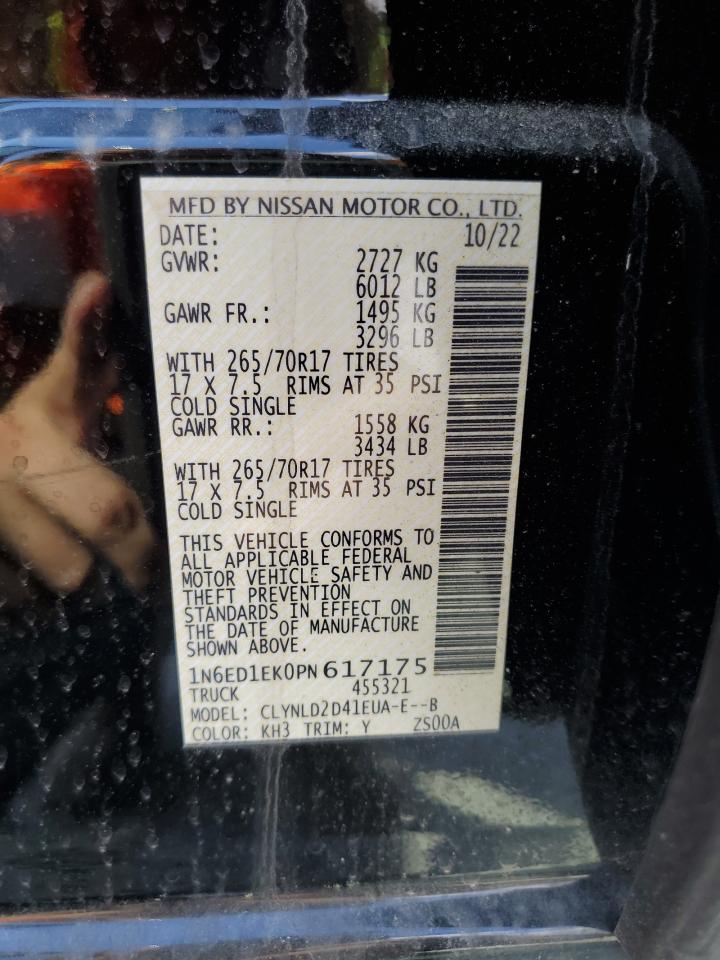 MFD BY NISSAN MOTOR CO., LTD.
DATE: 10/22
GVWR: 2727 KG
6012 LB
GAWR FR.: 1495 KG
3296 LB
WITH 265/70R17 TIRES
17 X 7.5 RIMS AT 35 PSI
COLD SINGLE
GAWR RR.: 1558 KG
3434 LB
WITH 265/70R17 TIRES
17 X 7.5 RIMS AT 35 PSI
COLD SINGLE
THIS VEHICLE CONFORMS TO
ALL APPLICABLE FEDERAL
MOTOR VEHICLE SAFETY AND
THEFT PREVENTION
STANDARDS IN EFFECT ON
THE DATE OF MANUFACTURE
SHOWN ABOVE.
1N6ED1EK0PN617175
TRUCK 455321
MODEL: CLYNLD2D41EUA-E--B
COLOR: KH3 TRIM: Y ZS00A